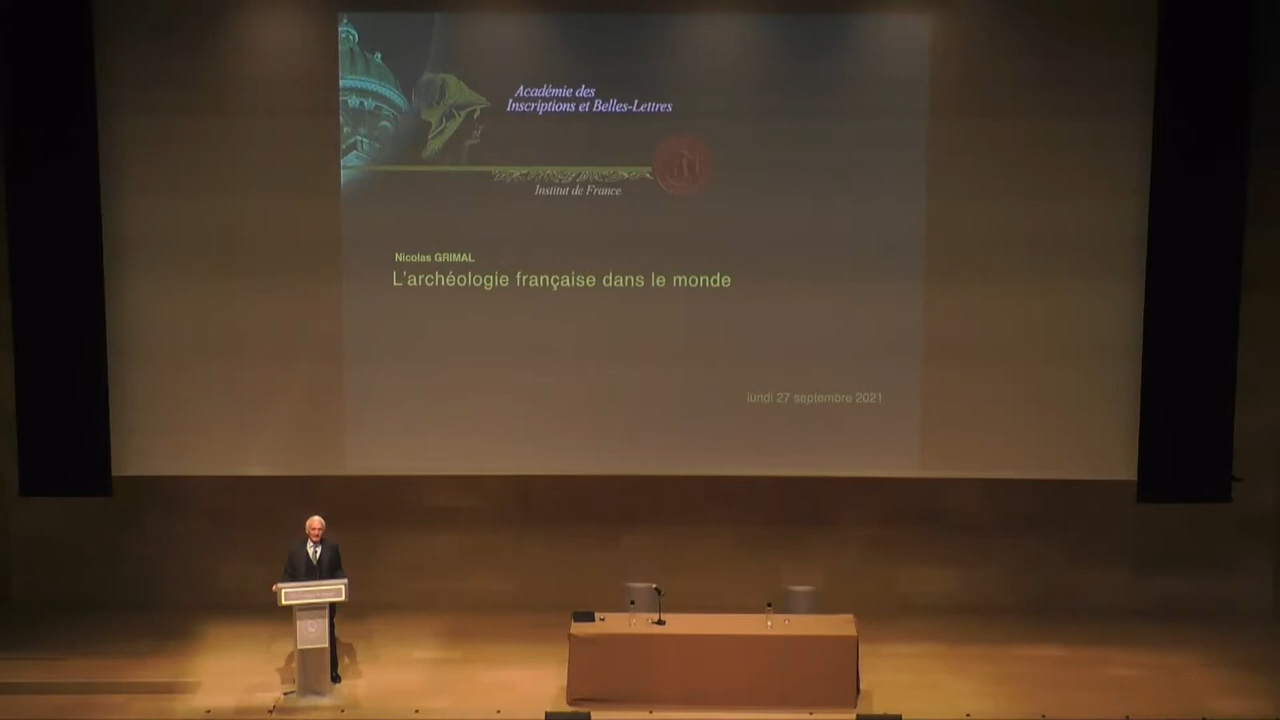 Académie des
Inscriptions et Belles-Lettres
Institut de France
Nicolas GRIMAL
L'archéologie française dans le monde
lundi 27 septembre 2021